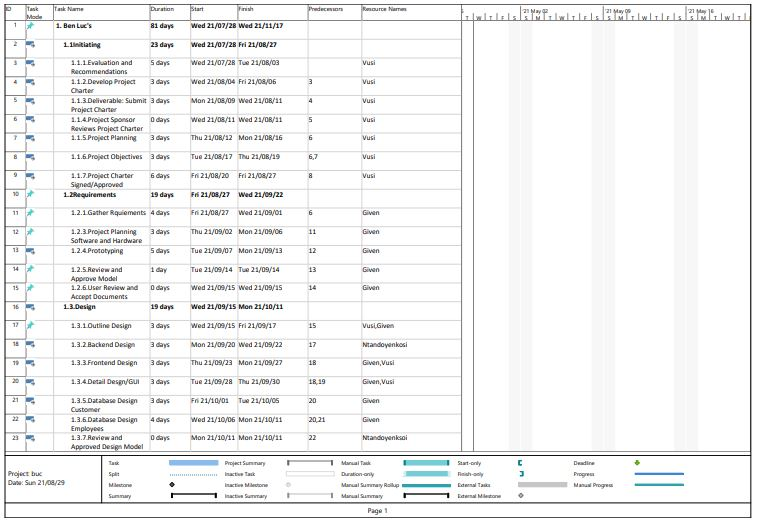 ID Task Mode Task Name Duration Start Finish Predecessors Resource Names
'21 May 02 '21 May 09 '21 May 16
T W T F S S M T W T F S S M T W T F S S M T
1 1. Ben Luc's 81 days Wed 21/07/28 Wed 21/11/17
2 1.1Initiating 23 days Wed 21/07/28 Fri 21/08/27
3 1.1.1.Evaluation and Recommendations 5 days Wed 21/07/28 Tue 21/08/03 Vusi
4 1.1.2.Develop Project Charter 3 days Wed 21/08/04 Fri 21/08/06 3 Vusi
5 1.1.3.Deliverable: Submit Project Charter 3 days Mon 21/08/09 Wed 21/08/11 4 Vusi
6 1.1.4.Project Sponsor Reviews Project Charter 0 days Wed 21/08/11 Wed 21/08/11 5 Vusi
7 1.1.5.Project Planning 3 days Thu 21/08/12 Mon 21/08/16 6 Vusi
8 1.1.6.Project Objectives 3 days Tue 21/08/17 Thu 21/08/19 6,7 Vusi
9 1.1.7.Project Charter Signed/Approved 6 days Fri 21/08/20 Fri 21/08/27 8 Vusi
10 1.2Requirements 19 days Fri 21/08/27 Wed 21/09/22
11 1.2.1.Gather Rquiements 4 days Fri 21/08/27 Wed 21/09/01 6 Given
12 1.2.3.Project Planning Software and Hardware 3 days Thu 21/09/02 Mon 21/09/06 11 Given
13 1.2.4.Prototyping 5 days Tue 21/09/07 Mon 21/09/13 12 Given
14 1.2.5.Review and Approve Model 1 day Tue 21/09/14 Tue 21/09/14 13 Given
15 1.2.6.User Review and Accept Documents 0 days Wed 21/09/15 Wed 21/09/15 14 Given
16 1.3.Design 19 days Wed 21/09/15 Mon 21/10/11
17 1.3.1.Outline Design 3 days Wed 21/09/15 Fri 21/09/17 15 Vusi,Given
18 1.3.2.Backend Design 3 days Mon 21/09/20 Wed 21/09/22 17 Ntandoyenkosi
19 1.3.3.Frontend Design 3 days Thu 21/09/23 Mon 21/09/27 18 Given,Vusi
20 1.3.4.Detail Desgn/GUI 3 days Tue 21/09/28 Thu 21/09/30 18,19 Given,Vusi
21 1.3.5.Database Design Customer 3 days Fri 21/10/01 Tue 21/10/05 20 Given
22 1.3.6.Database Design Employees 4 days Wed 21/10/06 Mon 21/10/11 20,21 Given
23 1.3.7.Review and Approved Design Model 0 days Mon 21/10/11 Mon 21/10/11 22 Ntandoyenkosi
Project: buc
Date: Sun 21/08/29
Task Project Summary Manual Task Start-only Deadline
Split Inactive Task Duration-only Finish-only Progress
Milestone Inactive Milestone Manual Summary Rollup External Tasks Manual Progress
Summary Inactive Summary Manual Summary External Milestone
Page 1